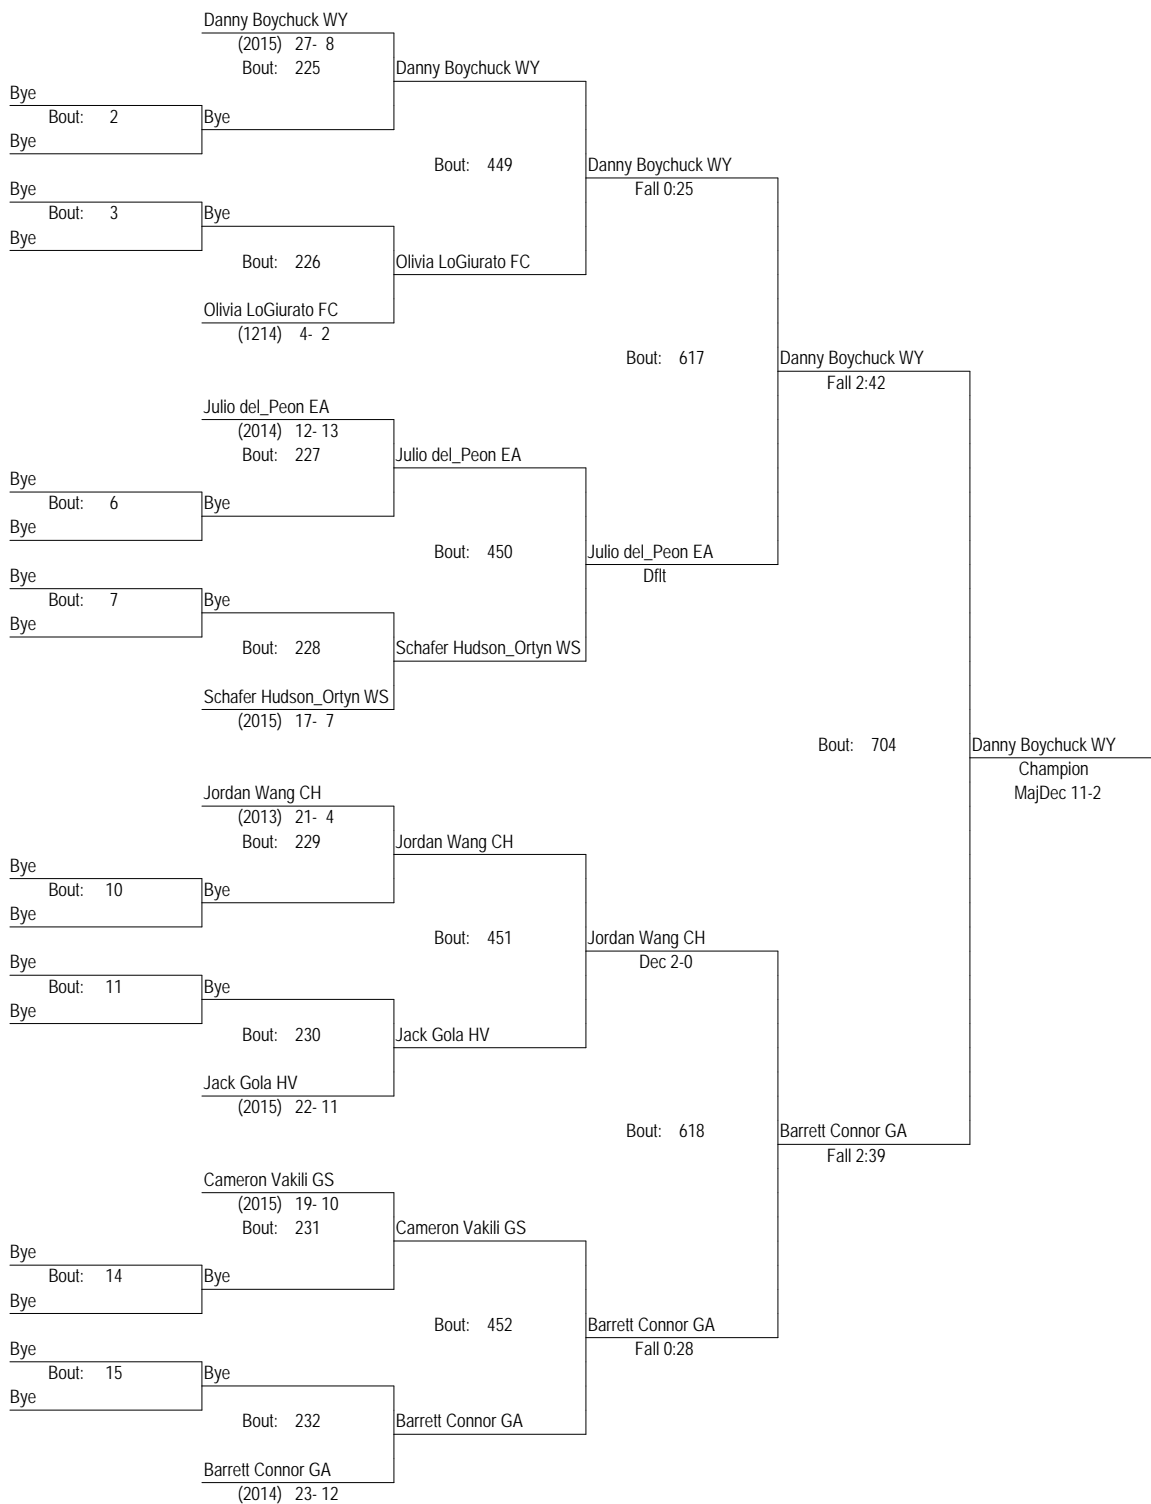 Danny Boychuck WY
(2015) 27- 8
Bout: 225
Danny Boychuck WY
Bye
Bout: 2
Bye
Bye
Bout: 449
Danny Boychuck WY
Fall 0:25
Bye
Bout: 3
Bye
Bye
Bout: 226
Olivia LoGiurato FC
Olivia LoGiurato FC
(1214) 4- 2
Bout: 617
Danny Boychuck WY
Fall 2:42
Julio del_Peon EA
(2014) 12- 13
Bout: 227
Julio del_Peon EA
Bye
Bout: 6
Bye
Bye
Bout: 450
Julio del_Peon EA
Dflt
Bye
Bout: 7
Bye
Bye
Bout: 228
Schafer Hudson_Ortyn WS
Schafer Hudson_Ortyn WS
(2015) 17- 7
Bout: 704
Danny Boychuck WY
Champion
MajDec 11-2
Jordan Wang CH
(2013) 21- 4
Bout: 229
Jordan Wang CH
Bye
Bout: 10
Bye
Bye
Bout: 451
Jordan Wang CH
Dec 2-0
Bye
Bout: 11
Bye
Bye
Bout: 230
Jack Gola HV
Jack Gola HV
(2015) 22- 11
Bout: 618
Barrett Connor GA
Fall 2:39
Cameron Vakili GS
(2015) 19- 10
Bout: 231
Cameron Vakili GS
Bye
Bout: 14
Bye
Bye
Bout: 452
Barrett Connor GA
Fall 0:28
Bye
Bout: 15
Bye
Bye
Bout: 232
Barrett Connor GA
Barrett Connor GA
(2014) 23- 12